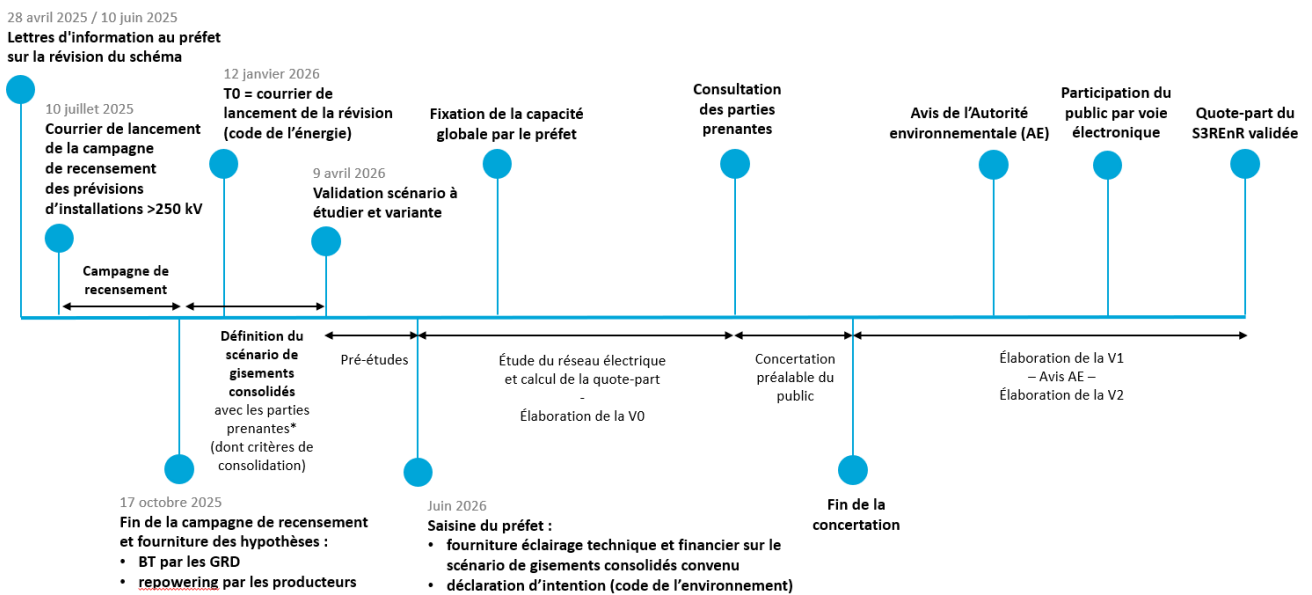 28 avril 2025 / 10 juin 2025
Lettres d'information au préfet
sur la révision du schéma
10 juillet 2025
Courrier de lancement
de la campagne
de recensement
des prévisions
d’installations >250 kV
12 janvier 2026
T0 = courrier de
lancement de la révision
(code de l’énergie)
9 avril 2026
Validation scénario à
étudier et variante
Fixation de la capacité
globale par le préfet
Consultation
des parties
prenantes
Avis de l’Autorité
environnementale (AE)
Participation du
public par voie
électronique
Quote-part du
S3REnR validée
Campagne de
recensement
Définition du
scénario de
gisements
consolidés
avec les parties
prenantes*
(dont critères de
consolidation)
Pré-études
Étude du réseau électrique
et calcul de la quote-part
-
Élaboration de la V0
Concertation
préalable du
public
Élaboration de la V1
– Avis AE –
Élaboration de la V2
17 octobre 2025
Fin de la campagne de recensement
et fourniture des hypothèses :
• BT par les GRD
• repowering par les producteurs
Juin 2026
Saisine du préfet :
• fourniture éclairage technique et financier sur le
scénario de gisements consolidés convenu
• déclaration d’intention (code de l’environnement)
Fin de la
concertation